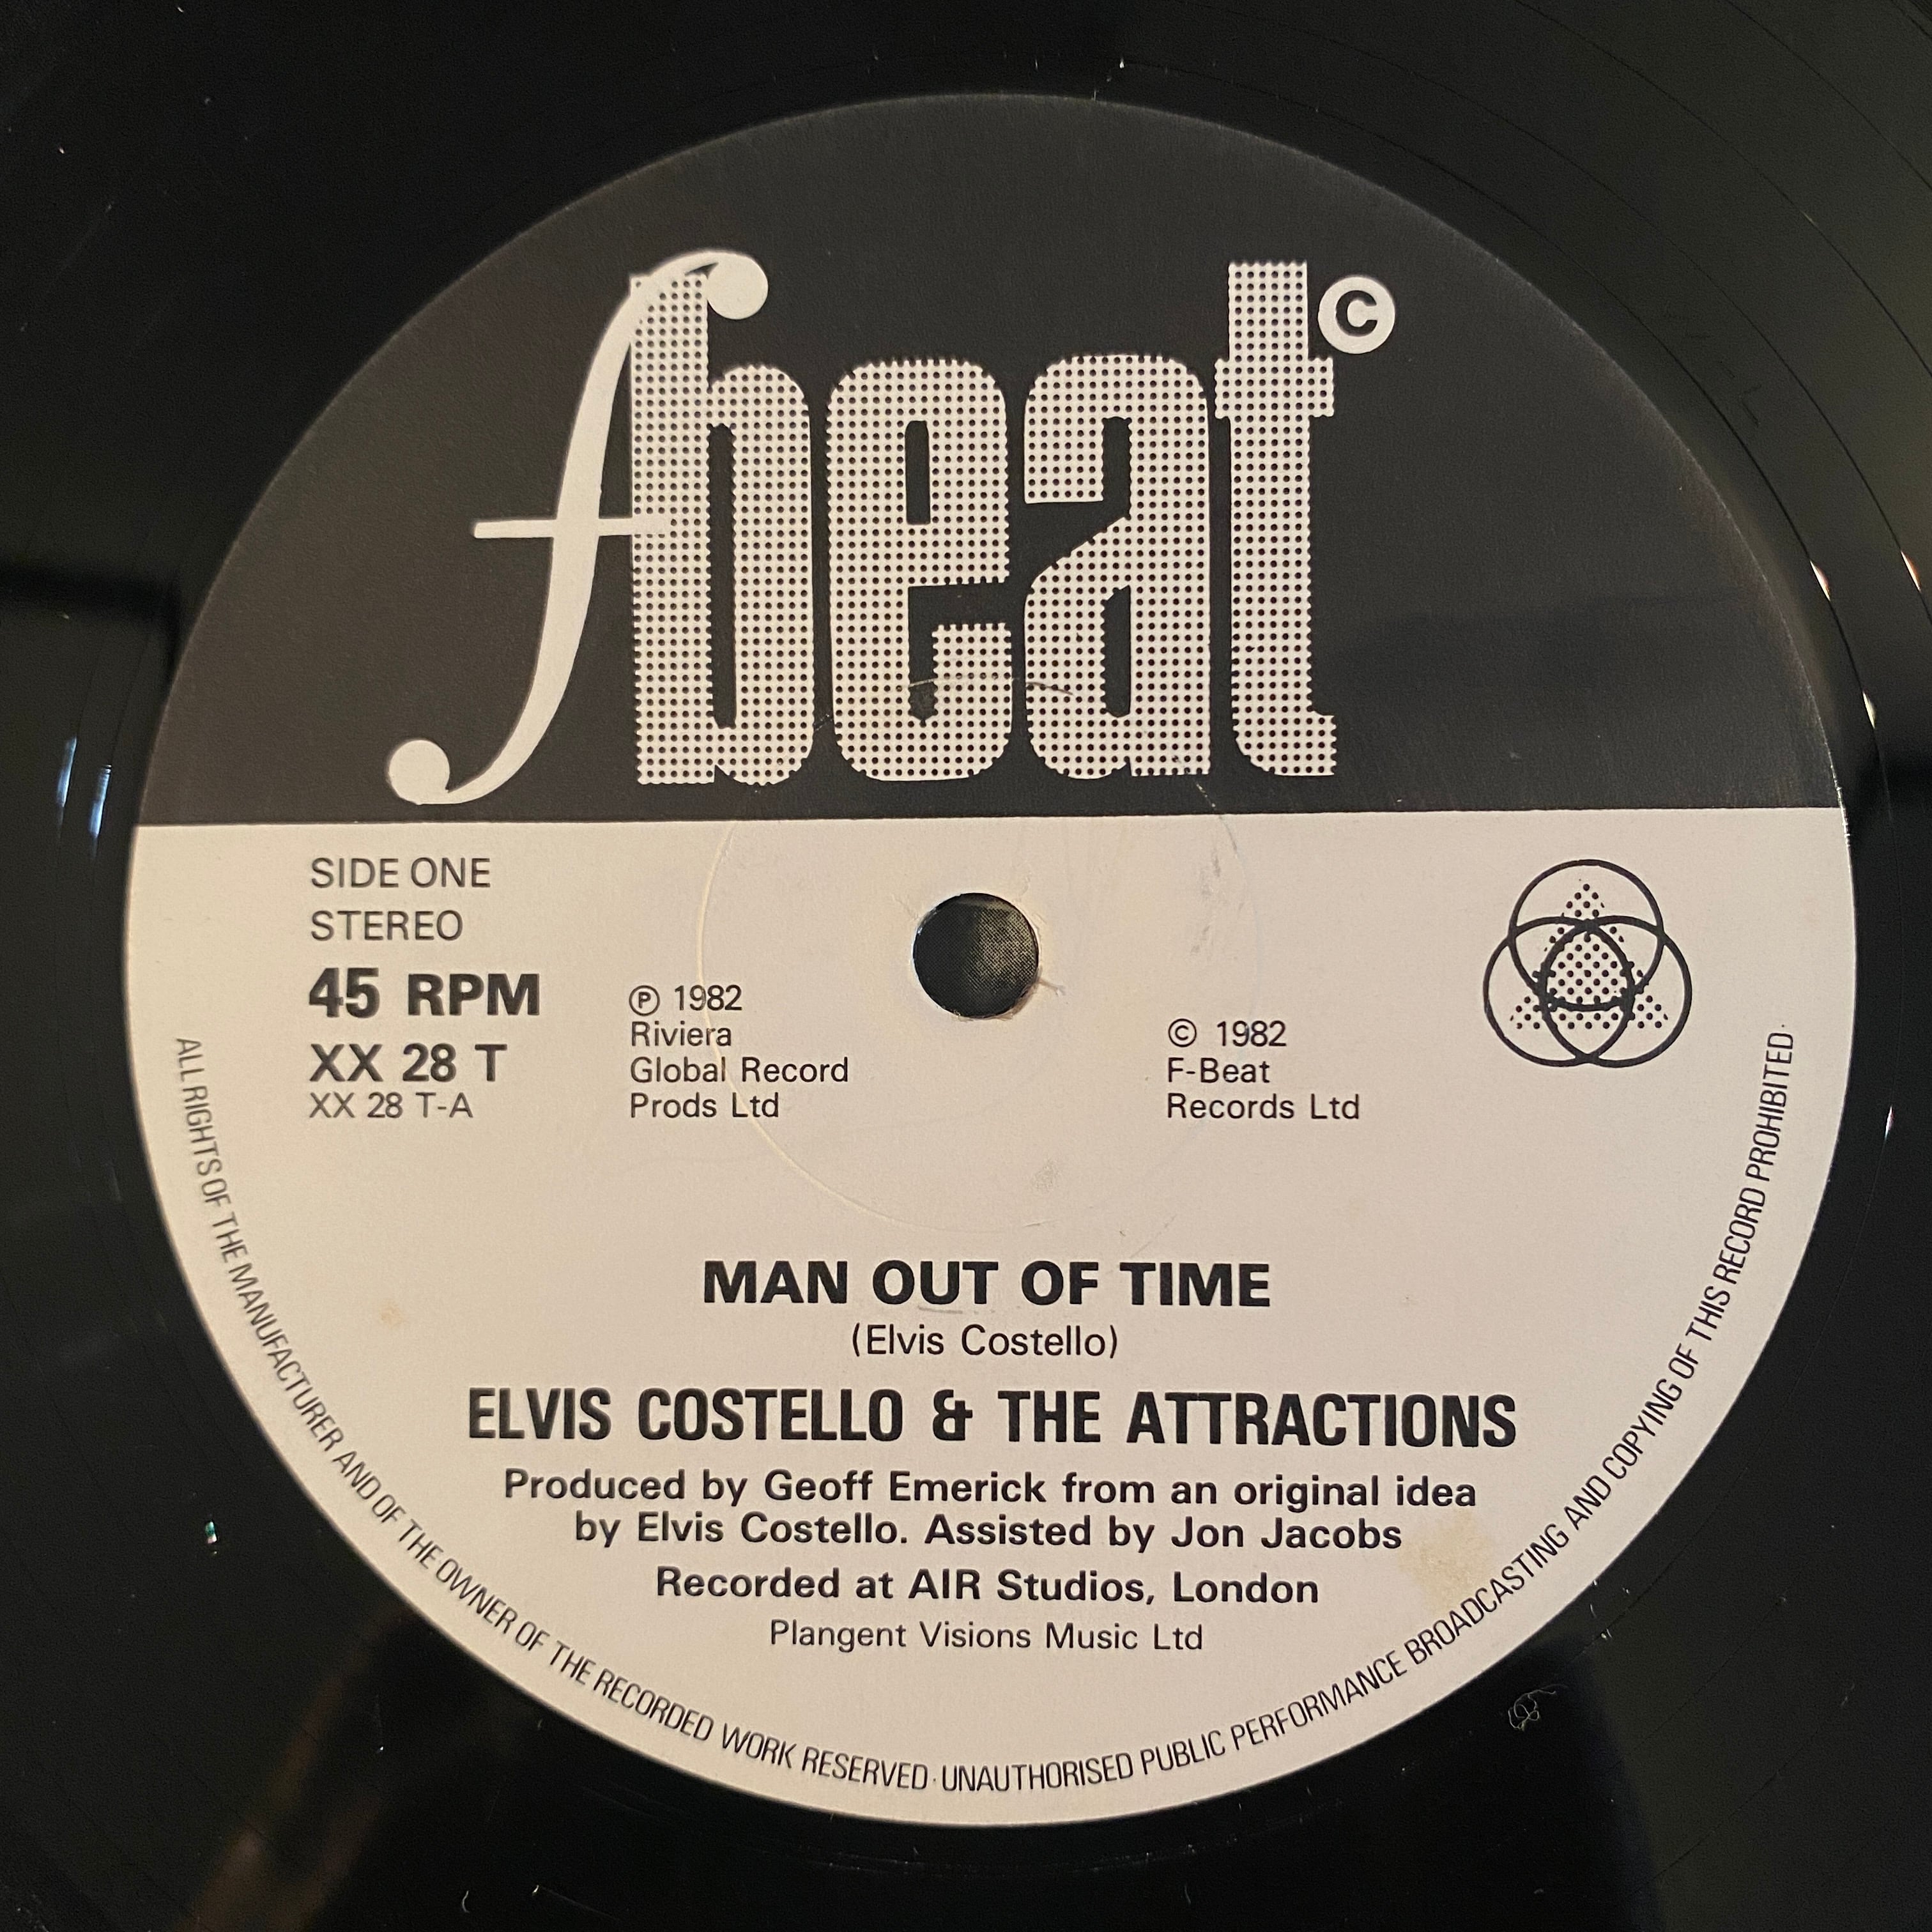 fbeat©
SIDE ONE
STEREO
45 RPM
XX 28 T
XX 28 T-A
℗ 1982
Riviera
Global Record
Prods Ltd
© 1982
F-Beat
Records Ltd
MAN OUT OF TIME
(Elvis Costello)
ELVIS COSTELLO & THE ATTRACTIONS
Produced by Geoff Emerick from an original idea
by Elvis Costello. Assisted by Jon Jacobs
Recorded at AIR Studios, London
Plangent Visions Music Ltd
ALL RIGHTS OF THE MANUFACTURER AND OF THE OWNER OF THE RECORDED WORK RESERVED · UNAUTHORISED PUBLIC PERFORMANCE BROADCASTING AND COPYING OF THIS RECORD PROHIBITED.